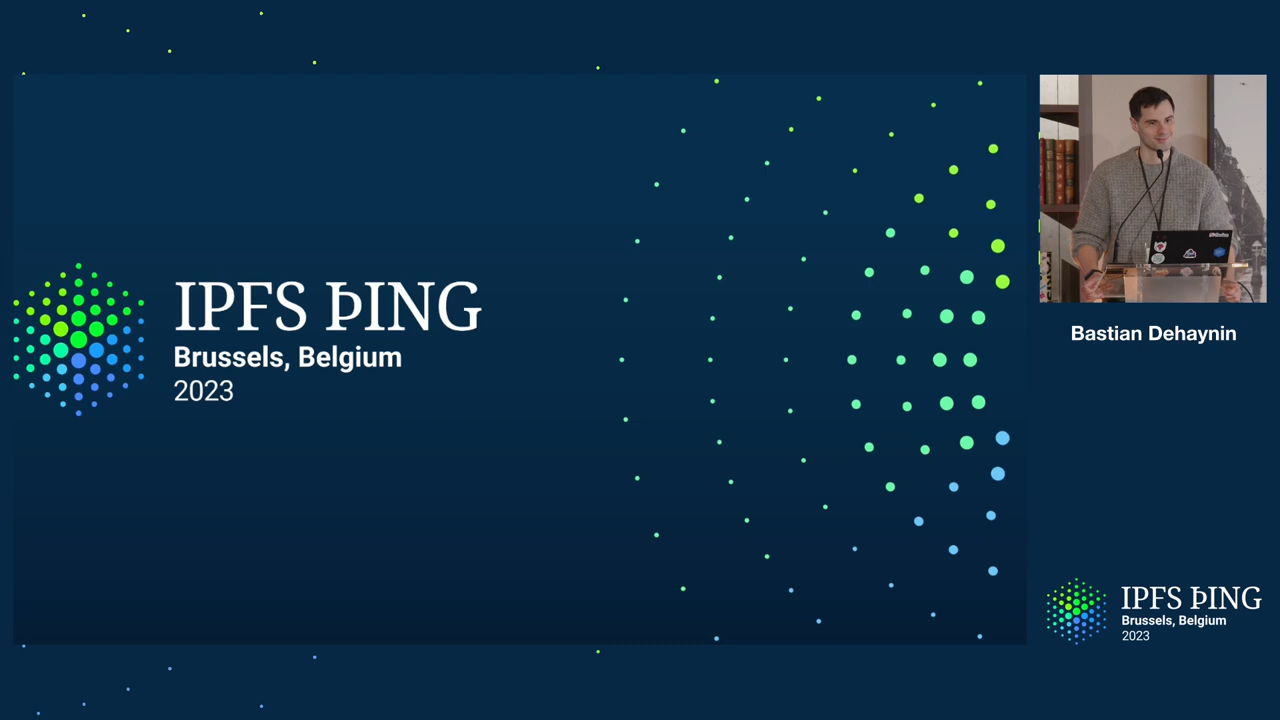 IPFS ÞING
Brussels, Belgium
2023
Bastian Dehaynin
IPFS ÞING
Brussels, Belgium
2023